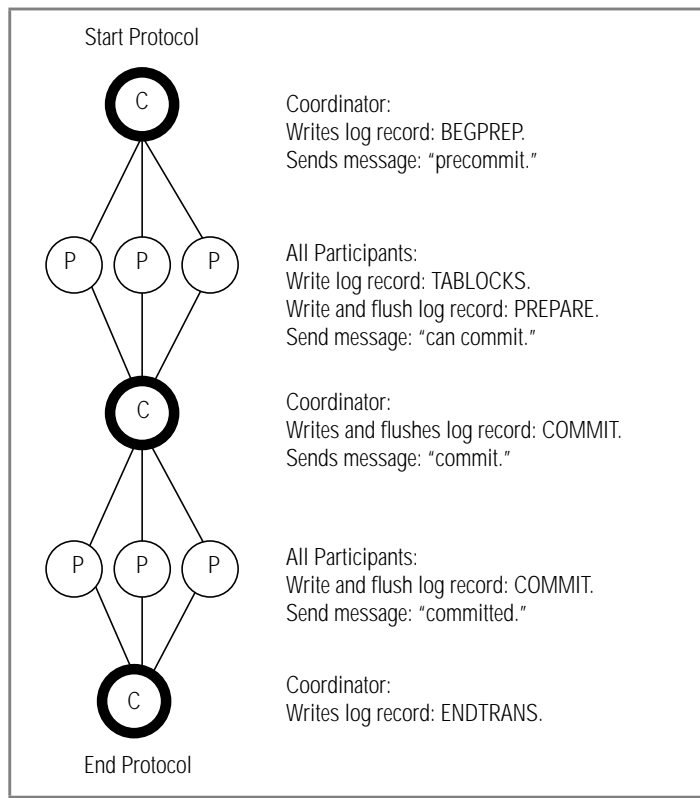 Start Protocol
C
Coordinator:
Writes log record: BEGPREP.
Sends message: “precommit.”
P P P
All Participants:
Write log record: TABLOCKS.
Write and flush log record: PREPARE.
Send message: “can commit.”
C
Coordinator:
Writes and flushes log record: COMMIT.
Sends message: “commit.”
P P P
All Participants:
Write and flush log record: COMMIT.
Send message: “committed.”
C
Coordinator:
Writes log record: ENDTRANS.
End Protocol